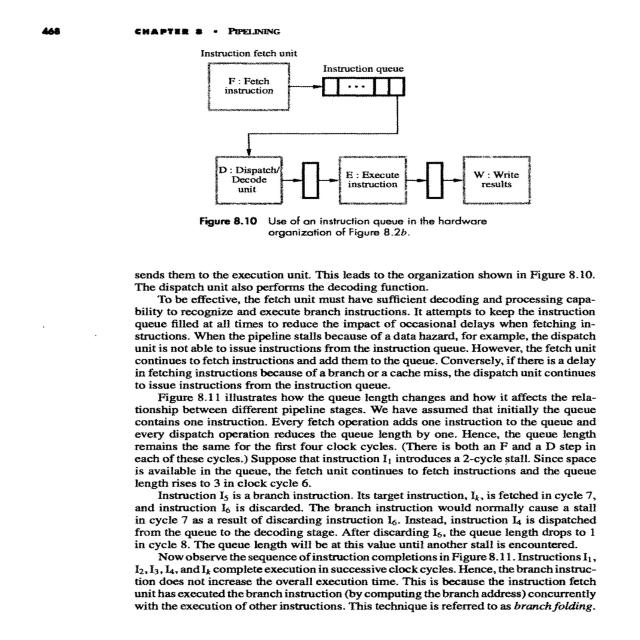 468
CHAPTER 8 • PIPELINING
Instruction fetch unit
Instruction queue
F : Fetch
instruction
...
D : Dispatch/
Decode
unit
E : Execute
instruction
W : Write
results
Figure 8.10 Use of an instruction queue in the hardware
organization of Figure 8.2b.
sends them to the execution unit. This leads to the organization shown in Figure 8.10.
The dispatch unit also performs the decoding function.
To be effective, the fetch unit must have sufficient decoding and processing capa-
bility to recognize and execute branch instructions. It attempts to keep the instruction
queue filled at all times to reduce the impact of occasional delays when fetching in-
structions. When the pipeline stalls because of a data hazard, for example, the dispatch
unit is not able to issue instructions from the instruction queue. However, the fetch unit
continues to fetch instructions and add them to the queue. Conversely, if there is a delay
in fetching instructions because of a branch or a cache miss, the dispatch unit continues
to issue instructions from the instruction queue.
Figure 8.11 illustrates how the queue length changes and how it affects the rela-
tionship between different pipeline stages. We have assumed that initially the queue
contains one instruction. Every fetch operation adds one instruction to the queue and
every dispatch operation reduces the queue length by one. Hence, the queue length
remains the same for the first four clock cycles. (There is both an F and a D step in
each of these cycles.) Suppose that instruction I₁ introduces a 2-cycle stall. Since space
is available in the queue, the fetch unit continues to fetch instructions and the queue
length rises to 3 in clock cycle 6.
Instruction I₅ is a branch instruction. Its target instruction, Iₖ, is fetched in cycle 7,
and instruction I₆ is discarded. The branch instruction would normally cause a stall
in cycle 7 as a result of discarding instruction I₆. Instead, instruction I₄ is dispatched
from the queue to the decoding stage. After discarding I₆, the queue length drops to 1
in cycle 8. The queue length will be at this value until another stall is encountered.
Now observe the sequence of instruction completions in Figure 8.11. Instructions I₁,
I₂, I₃, I₄, and Iₖ complete execution in successive clock cycles. Hence, the branch instruc-
tion does not increase the overall execution time. This is because the instruction fetch
unit has executed the branch instruction (by computing the branch address) concurrently
with the execution of other instructions. This technique is referred to as branch folding.